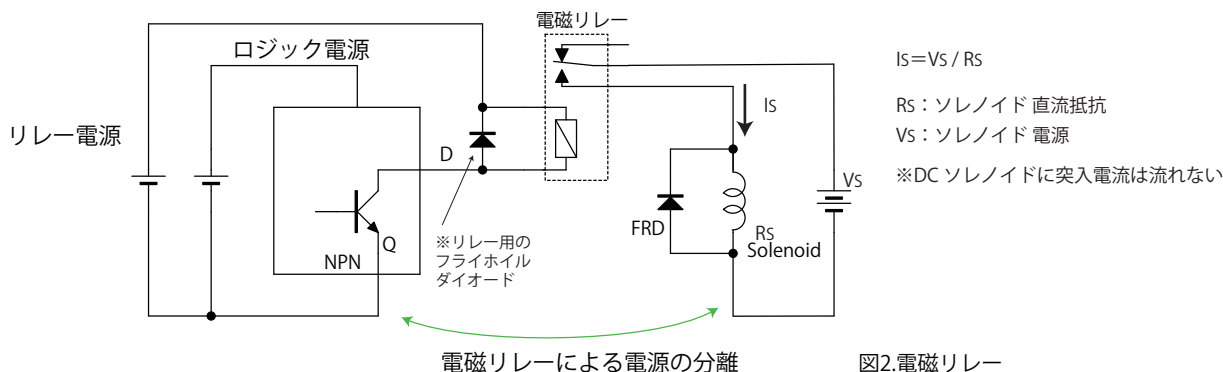 電磁リレー
ロジック電源
リレー電源
D
Q
NPN
※リレー用の
フライホイル
ダイオード
Is
FRD
Rs
Solenoid
Vs
Is＝Vs / Rs
Rs：ソレノイド 直流抵抗
Vs：ソレノイド 電源
※DC ソレノイドに突入電流は流れない
電磁リレーによる電源の分離
図2.電磁リレー